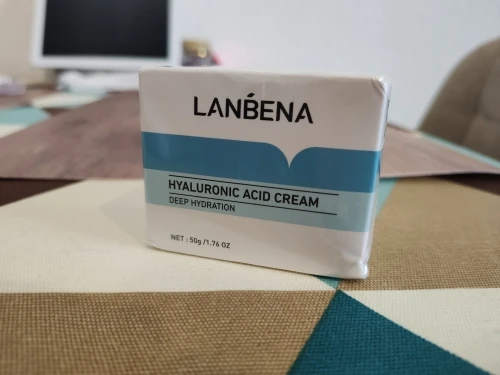 LANBENA
HYALURONIC ACID CREAM
DEEP HYDRATION
NET : 50g /1.76 OZ